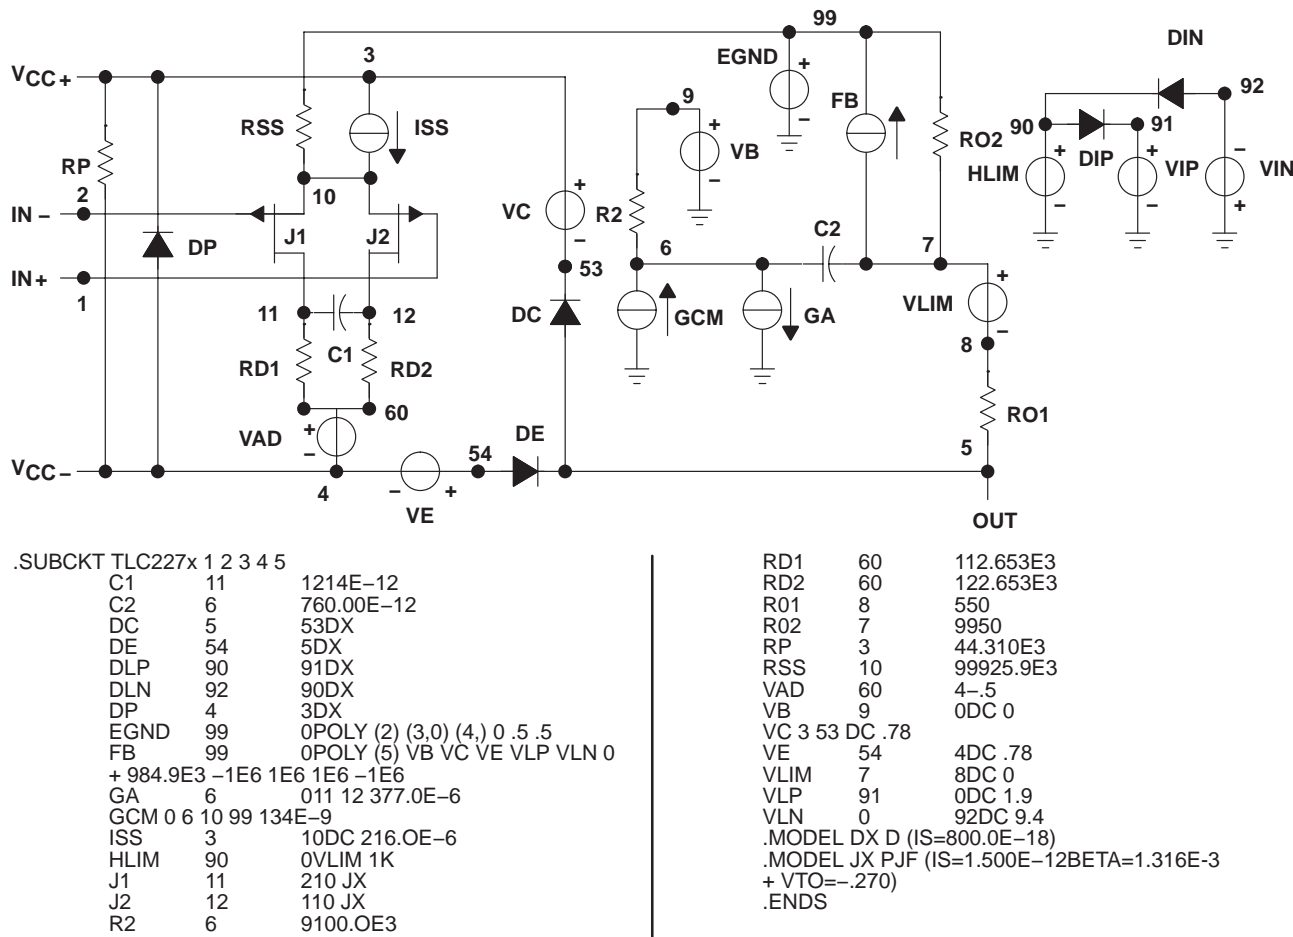 99
DIN
3
VCC+
EGND
+
–
92
9
FB
RSS
ISS
+
–
VB
RO2
90
91
RP
DIP
HLIM
+
–
+
–
VIP
–
+
VIN
2
10
IN –
R2
VC
+
–
C2
J1
J2
DP
6
7
IN+
53
1
+
–
VLIM
11
12
DC
GCM
GA
C1
8
RD1
RD2
60
RO1
VAD
+
–
DE
54
5
VCC –
4
–
+
VE
OUT
.SUBCKT TLC227x 1 2 3 4 5
C1 11 1214E–12
C2 6 760.00E–12
DC 5 53DX
DE 54 5DX
DLP 90 91DX
DLN 92 90DX
DP 4 3DX
EGND 99 0POLY (2) (3,0) (4,) 0 .5 .5
FB 99 0POLY (5) VB VC VE VLP VLN 0
+ 984.9E3 –1E6 1E6 1E6 –1E6
GA 6 011 12 377.0E–6
GCM 0 6 10 99 134E–9
ISS 3 10DC 216.OE–6
HLIM 90 0VLIM 1K
J1 11 210 JX
J2 12 110 JX
R2 6 9100.OE3
RD1 60 112.653E3
RD2 60 122.653E3
R01 8 550
R02 7 9950
RP 3 44.310E3
RSS 10 99925.9E3
VAD 60 4–.5
VB 9 0DC 0
VC 3 53 DC .78
VE 54 4DC .78
VLIM 7 8DC 0
VLP 91 0DC 1.9
VLN 0 92DC 9.4
.MODEL DX D (IS=800.0E–18)
.MODEL JX PJF (IS=1.500E–12BETA=1.316E-3
+ VTO=–.270)
.ENDS